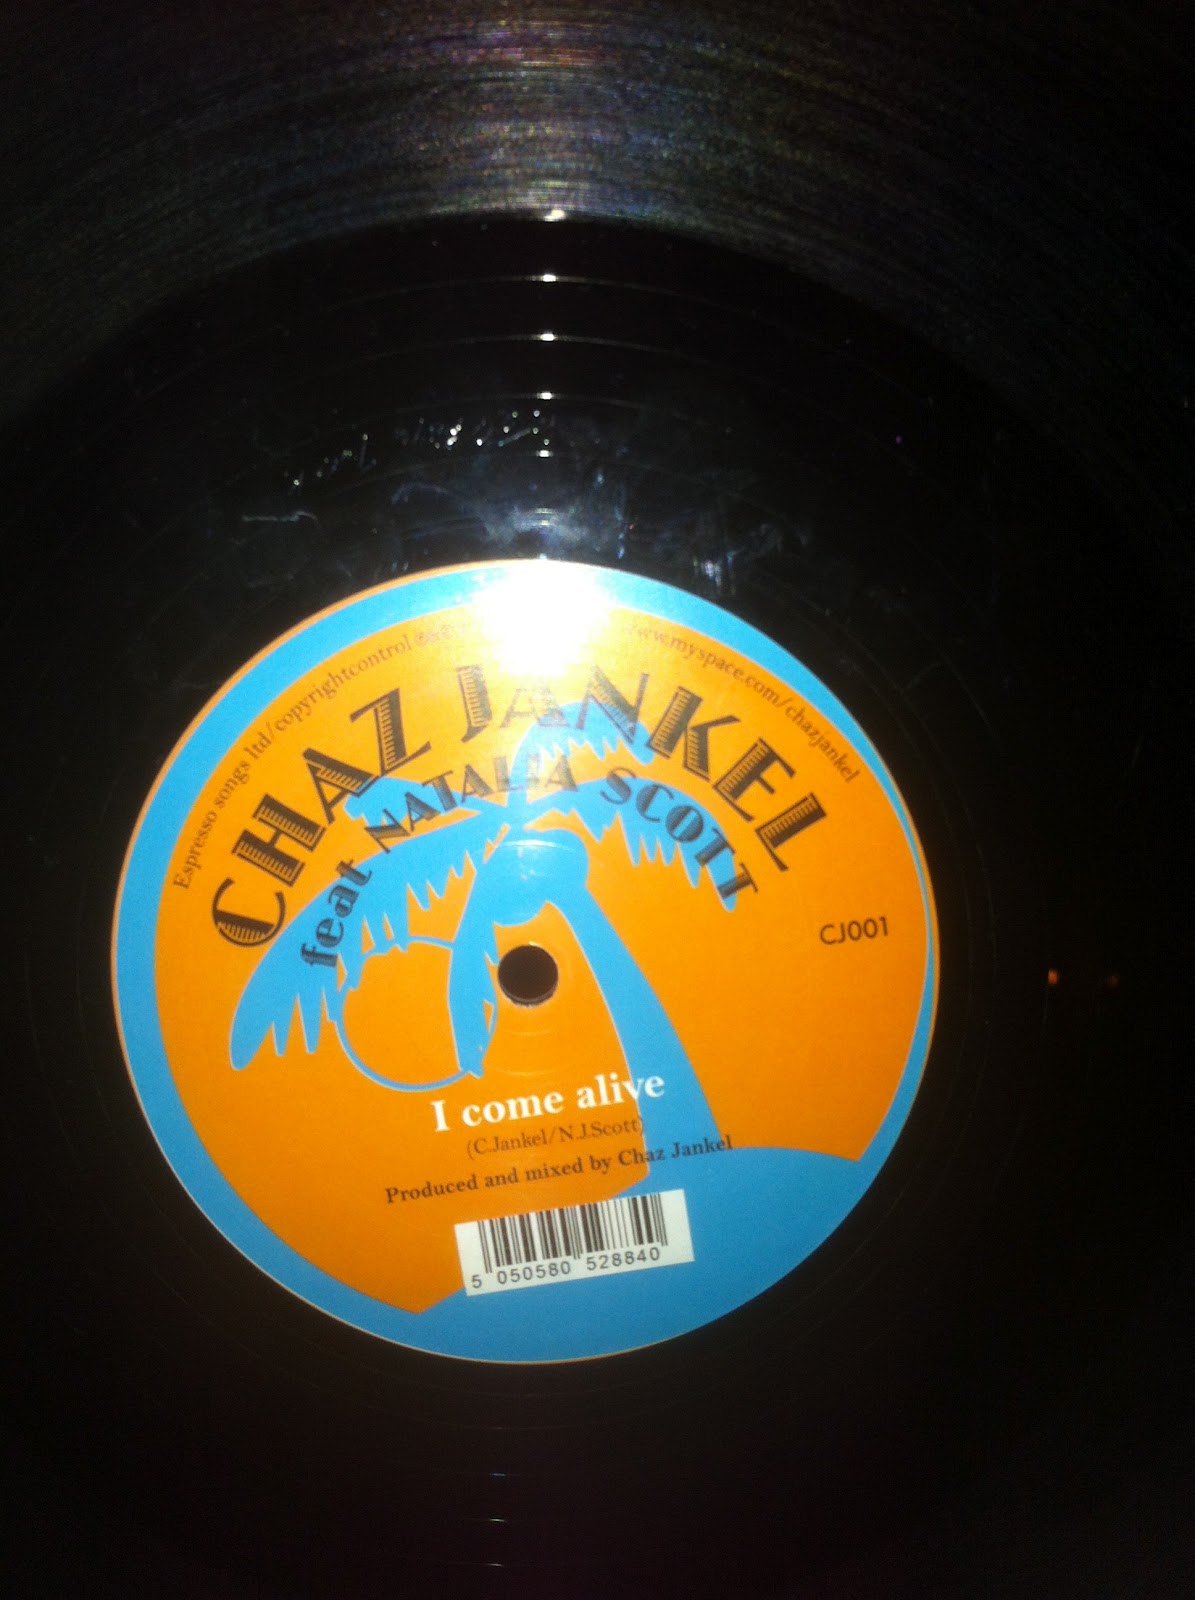 Espresso songs ltd/copyrightcontrol
www.myspace.com/chazjankel
CHAZ JANKEL
feat NATALIA SCOTT
CJ001
I come alive
(C.Jankel/N.J.Scott)
Produced and mixed by Chaz Jankel
5 050580 528840